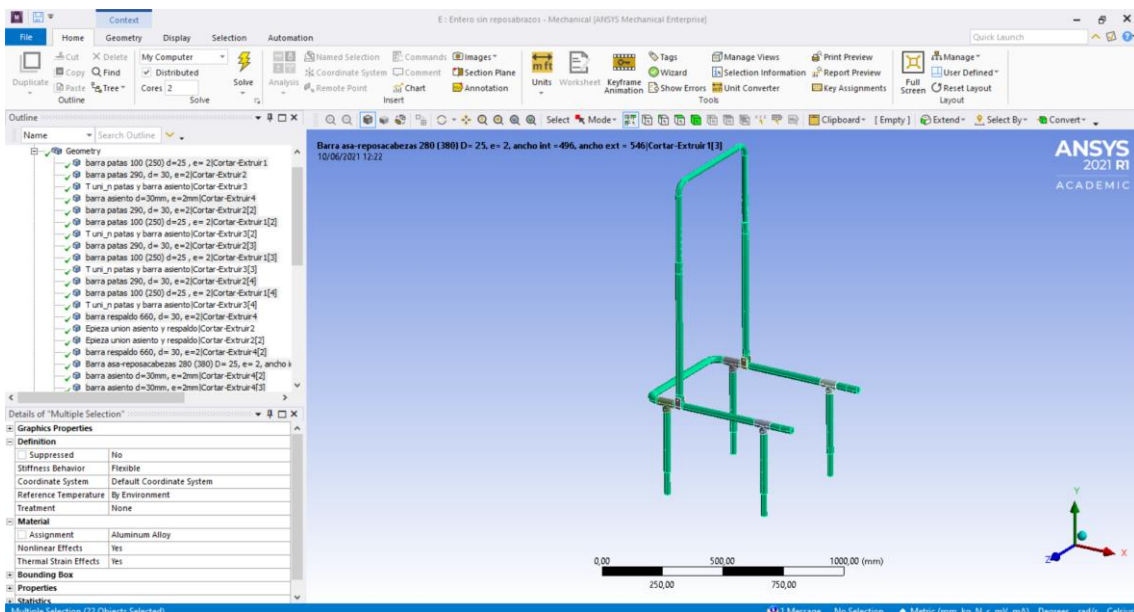 Context
E : Entero sin reposabrazos - Mechanical [ANSYS Mechanical Enterprise]
File Home Geometry Display Selection Automation
Quick Launch
Duplicate
Cut
Copy
Paste
Delete
Find
Tree
Outline
My Computer
Distributed
Cores 2
Solve
Solve
Analysis
Named Selection
Coordinate System
Remote Point
Commands
Comment
Chart
Images
Section Plane
Annotation
Insert
Units
Worksheet
Keyframe Animation
Tags
Wizard
Show Errors
Manage Views
Selection Information
Unit Converter
Print Preview
Report Preview
Key Assignments
Tools
Full Screen
Manage
User Defined
Reset Layout
Layout
Outline
Name Search Outline
Select Mode Clipboard [Empty] Extend Select By Convert
Geometry
barra patas 100 (250) d=25 , e= 2|Cortar-Extruir1
barra patas 290, d= 30, e=2|Cortar-Extruir2
T uni_n patas y barra asiento|Cortar-Extruir3
barra asiento d=30mm, e=2mm|Cortar-Extruir4
barra patas 290, d= 30, e=2|Cortar-Extruir2[2]
barra patas 100 (250) d=25 , e= 2|Cortar-Extruir1[2]
T uni_n patas y barra asiento|Cortar-Extruir3[2]
barra patas 290, d= 30, e=2|Cortar-Extruir2[3]
barra patas 100 (250) d=25 , e= 2|Cortar-Extruir1[3]
T uni_n patas y barra asiento|Cortar-Extruir3[3]
barra patas 290, d= 30, e=2|Cortar-Extruir2[4]
barra patas 100 (250) d=25 , e= 2|Cortar-Extruir1[4]
T uni_n patas y barra asiento|Cortar-Extruir3[4]
barra respaldo 660, d= 30, e=2|Cortar-Extruir4
Epieza union asiento y respaldo|Cortar-Extruir2
Epieza union asiento y respaldo|Cortar-Extruir2[2]
barra respaldo 660, d= 30, e=2|Cortar-Extruir4[2]
Barra asa-reposacabezas 280 (380) D= 25, e= 2, ancho i
barra asiento d=30mm, e=2mm|Cortar-Extruir4[2]
barra asiento d=30mm, e=2mm|Cortar-Extruir4[3]
Details of "Multiple Selection"
Graphics Properties
Definition
Suppressed No
Stiffness Behavior Flexible
Coordinate System Default Coordinate System
Reference Temperature By Environment
Treatment None
Material
Assignment Aluminum Alloy
Nonlinear Effects Yes
Thermal Strain Effects Yes
Bounding Box
Properties
Statistics
Barra asa-reposacabezas 280 (380) D= 25, e= 2, ancho int =496, ancho ext = 546|Cortar-Extruir1[3]
10/06/2021 12:22
ANSYS
2021 R1
ACADEMIC
0,00 500,00 1000,00 (mm)
250,00 750,00
Y
X
Z
Multiple Selection (22 Objects Selected)
1 Message No Selection Metric (mm, kg, N, s, mV, mA) Degrees rad/s Celsius